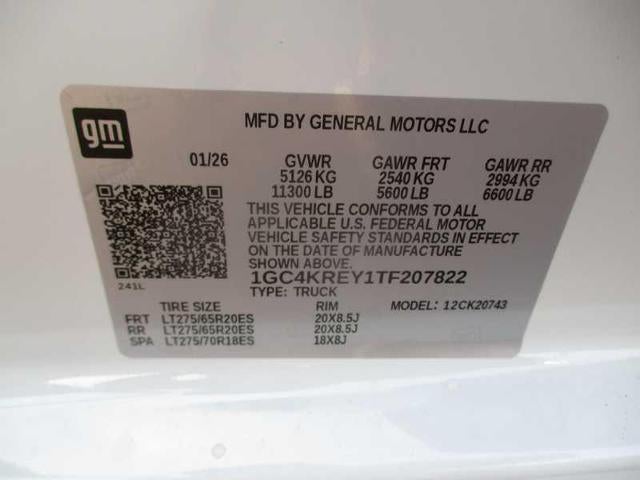 gm
MFD BY GENERAL MOTORS LLC
01/26 GVWR GAWR FRT GAWR RR
5126 KG 2540 KG 2994 KG
11300 LB 5600 LB 6600 LB
THIS VEHICLE CONFORMS TO ALL
APPLICABLE U.S. FEDERAL MOTOR
VEHICLE SAFETY STANDARDS IN EFFECT
ON THE DATE OF MANUFACTURE
SHOWN ABOVE.
1GC4KREY1TF207822
241L
TYPE: TRUCK
TIRE SIZE RIM MODEL: 12CK20743
FRT LT275/65R20ES 20X8.5J
RR LT275/65R20ES 20X8.5J
SPA LT275/70R18ES 18X8J